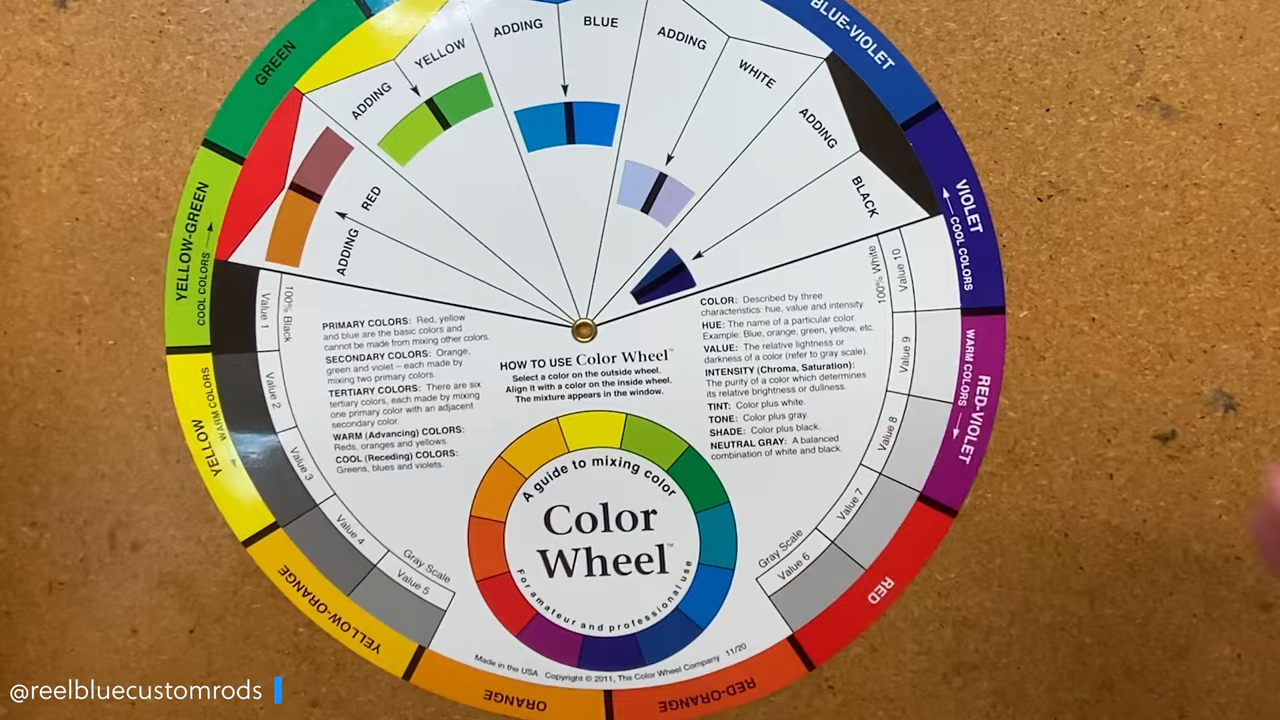 GREEN
BLUE-VIOLET
ADDING
YELLOW
ADDING
BLUE
ADDING
WHITE
ADDING
BLACK
ADDING
RED
YELLOW-GREEN
COOL COLORS
VIOLET
COOL COLORS
100% Black
Value 1
Value 2
Value 3
Value 4
Value 5
Gray Scale
100% White
Value 10
Value 9
Value 8
Value 7
Value 6
Gray Scale
PRIMARY COLORS: Red, yellow
and blue are the basic colors and
cannot be made from mixing other colors.
SECONDARY COLORS: Orange,
green and violet – each made by
mixing two primary colors.
TERTIARY COLORS: There are six
tertiary colors, each made by mixing
one primary color with an adjacent
secondary color.
WARM (Advancing) COLORS:
Reds, oranges and yellows.
COOL (Receding) COLORS:
Greens, blues and violets.
HOW TO USE Color Wheel™
Select a color on the outside wheel.
Align it with a color on the inside wheel.
The mixture appears in the window.
COLOR: Described by three
characteristics: hue, value and intensity
HUE: The name of a particular color.
Example: Blue, orange, green, yellow, etc.
VALUE: The relative lightness or
darkness of a color (refer to gray scale).
INTENSITY (Chroma, Saturation):
The purity of a color which determines
its relative brightness or dullness.
TINT: Color plus white.
TONE: Color plus gray.
SHADE: Color plus black.
NEUTRAL GRAY: A balanced
combination of white and black.
YELLOW
WARM COLORS
RED-VIOLET
WARM COLORS
A guide to mixing color
Color
Wheel™
For amateur and professional use
Made in the USA Copyright © 2011, The Color Wheel Company 11/20
YELLOW-ORANGE
ORANGE
RED-ORANGE
RED
@reelbluecustomrods